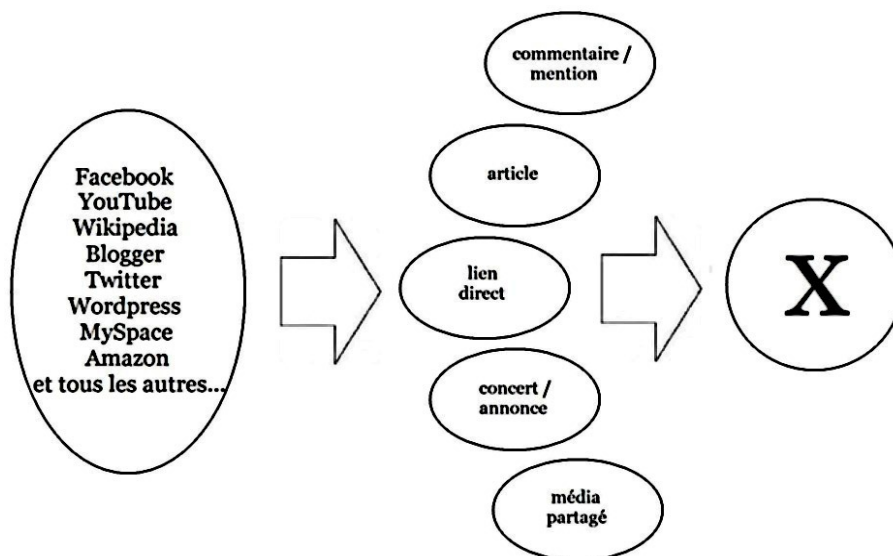 Facebook
YouTube
Wikipedia
Blogger
Twitter
Wordpress
MySpace
Amazon
et tous les autres...
commentaire /
mention
article
lien
direct
concert /
annonce
média
partagé
X